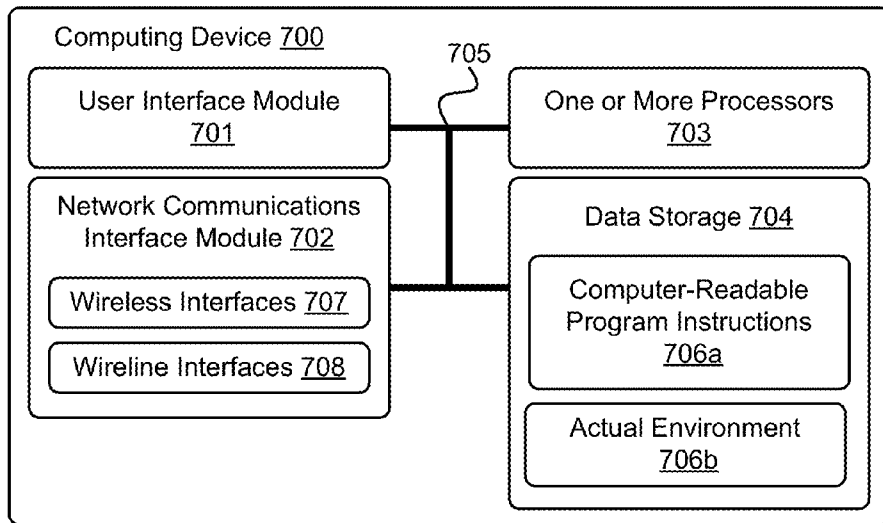 Computing Device 700
705
User Interface Module
701
One or More Processors
703
Network Communications
Interface Module 702
Wireless Interfaces 707
Wireline Interfaces 708
Data Storage 704
Computer-Readable
Program Instructions
706a
Actual Environment
706b